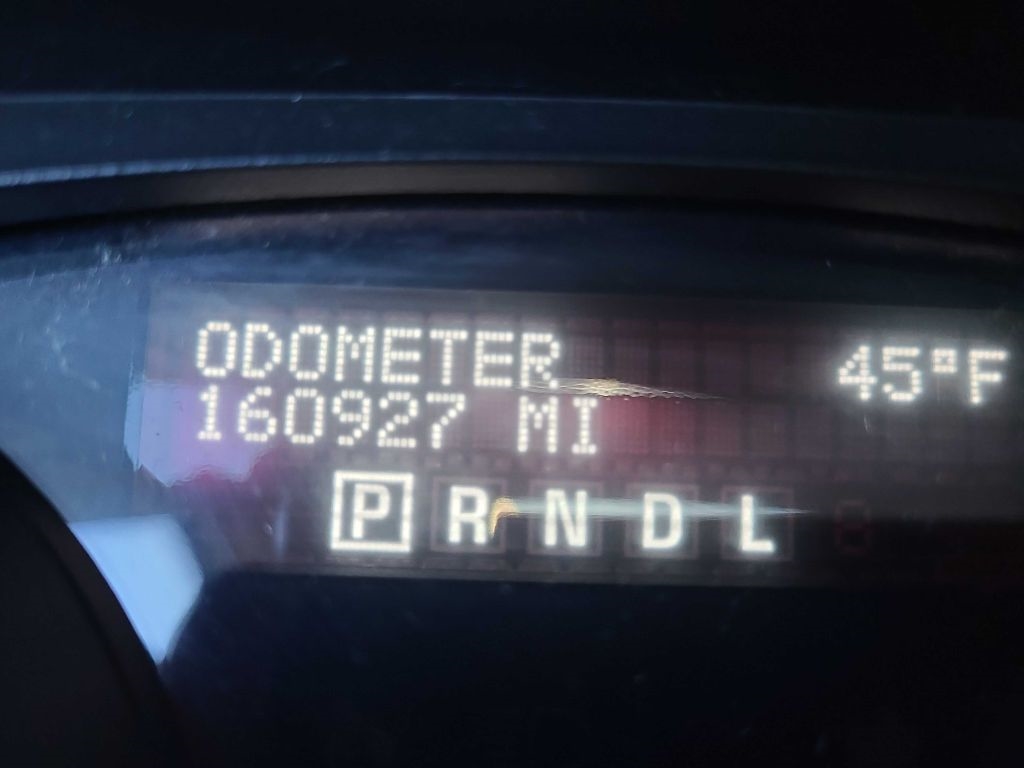 ODOMETER 45°F
160927 MI
P R N D L